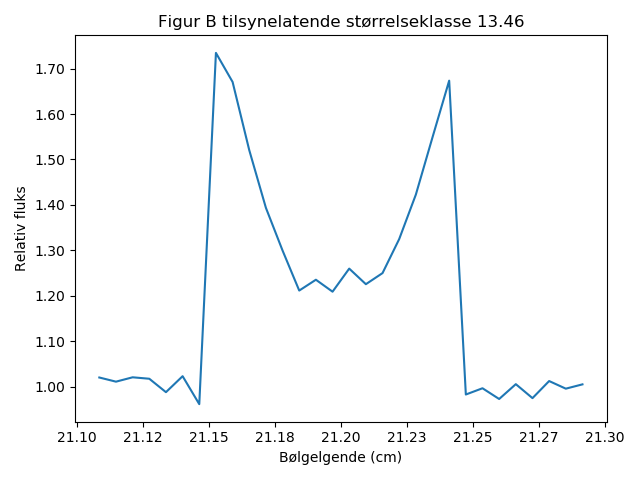 Figur B tilsynelatende størrelseklasse 13.46
Relativ fluks
1.70
1.60
1.50
1.40
1.30
1.20
1.10
1.00
21.10 21.12 21.15 21.18 21.20 21.23 21.25 21.27 21.30
Bølgelgende (cm)